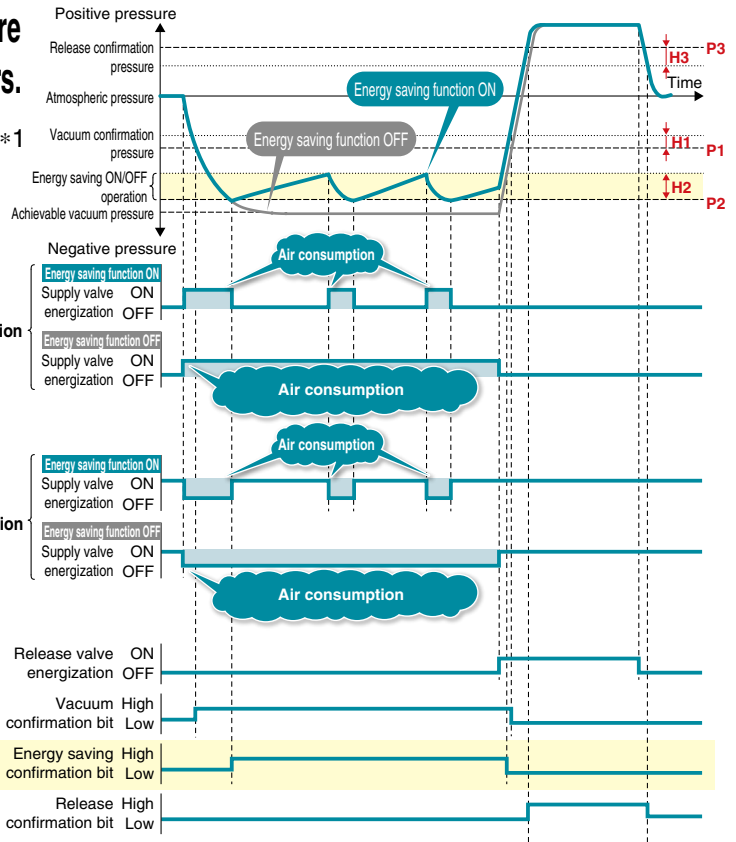 Positive pressure
re
rs.
Release confirmation
pressure
P3
H3
Time
Atmospheric pressure
Energy saving function ON
*1
Vacuum confirmation
pressure
Energy saving function OFF
H1
P1
Energy saving ON/OFF
operation
H2
P2
Achievable vacuum pressure
Negative pressure
Air consumption
Energy saving function ON
Supply valve ON
energization OFF
tion
Energy saving function OFF
Supply valve ON
energization OFF
Air consumption
Air consumption
Energy saving function ON
Supply valve ON
energization OFF
tion
Energy saving function OFF
Supply valve ON
energization OFF
Air consumption
Release valve ON
energization OFF
Vacuum High
confirmation bit Low
Energy saving High
confirmation bit Low
Release High
confirmation bit Low